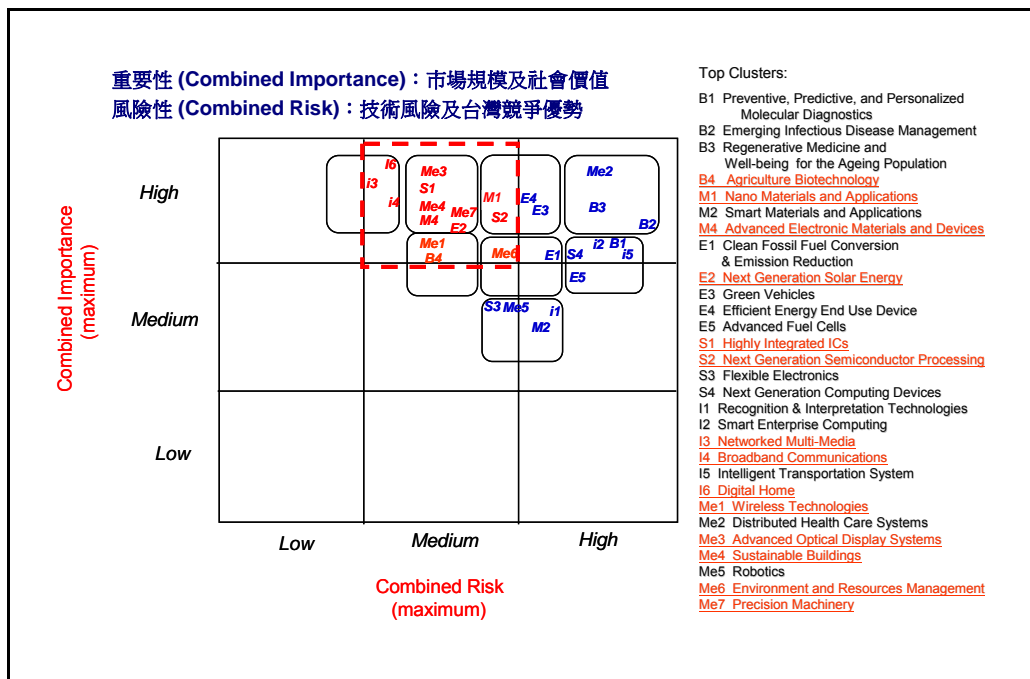 重要性 (Combined Importance)：市場規模及社會價值
風險性 (Combined Risk)：技術風險及台灣競爭優勢
Combined Importance
(maximum)
High
Medium
Low
I6
i3
i4
Me3
S1
Me4
M4
Me7
E2
M1
S2
E4
E3
Me2
B3
B2
Me1
B4
Me6
E1
S4
i2
B1
i5
E5
S3
Me5
i1
M2
Low
Medium
High
Combined Risk
(maximum)
Top Clusters:
B1 Preventive, Predictive, and Personalized
Molecular Diagnostics
B2 Emerging Infectious Disease Management
B3 Regenerative Medicine and
Well-being for the Ageing Population
B4 Agriculture Biotechnology
M1 Nano Materials and Applications
M2 Smart Materials and Applications
M4 Advanced Electronic Materials and Devices
E1 Clean Fossil Fuel Conversion
& Emission Reduction
E2 Next Generation Solar Energy
E3 Green Vehicles
E4 Efficient Energy End Use Device
E5 Advanced Fuel Cells
S1 Highly Integrated ICs
S2 Next Generation Semiconductor Processing
S3 Flexible Electronics
S4 Next Generation Computing Devices
I1 Recognition & Interpretation Technologies
I2 Smart Enterprise Computing
I3 Networked Multi-Media
I4 Broadband Communications
I5 Intelligent Transportation System
I6 Digital Home
Me1 Wireless Technologies
Me2 Distributed Health Care Systems
Me3 Advanced Optical Display Systems
Me4 Sustainable Buildings
Me5 Robotics
Me6 Environment and Resources Management
Me7 Precision Machinery